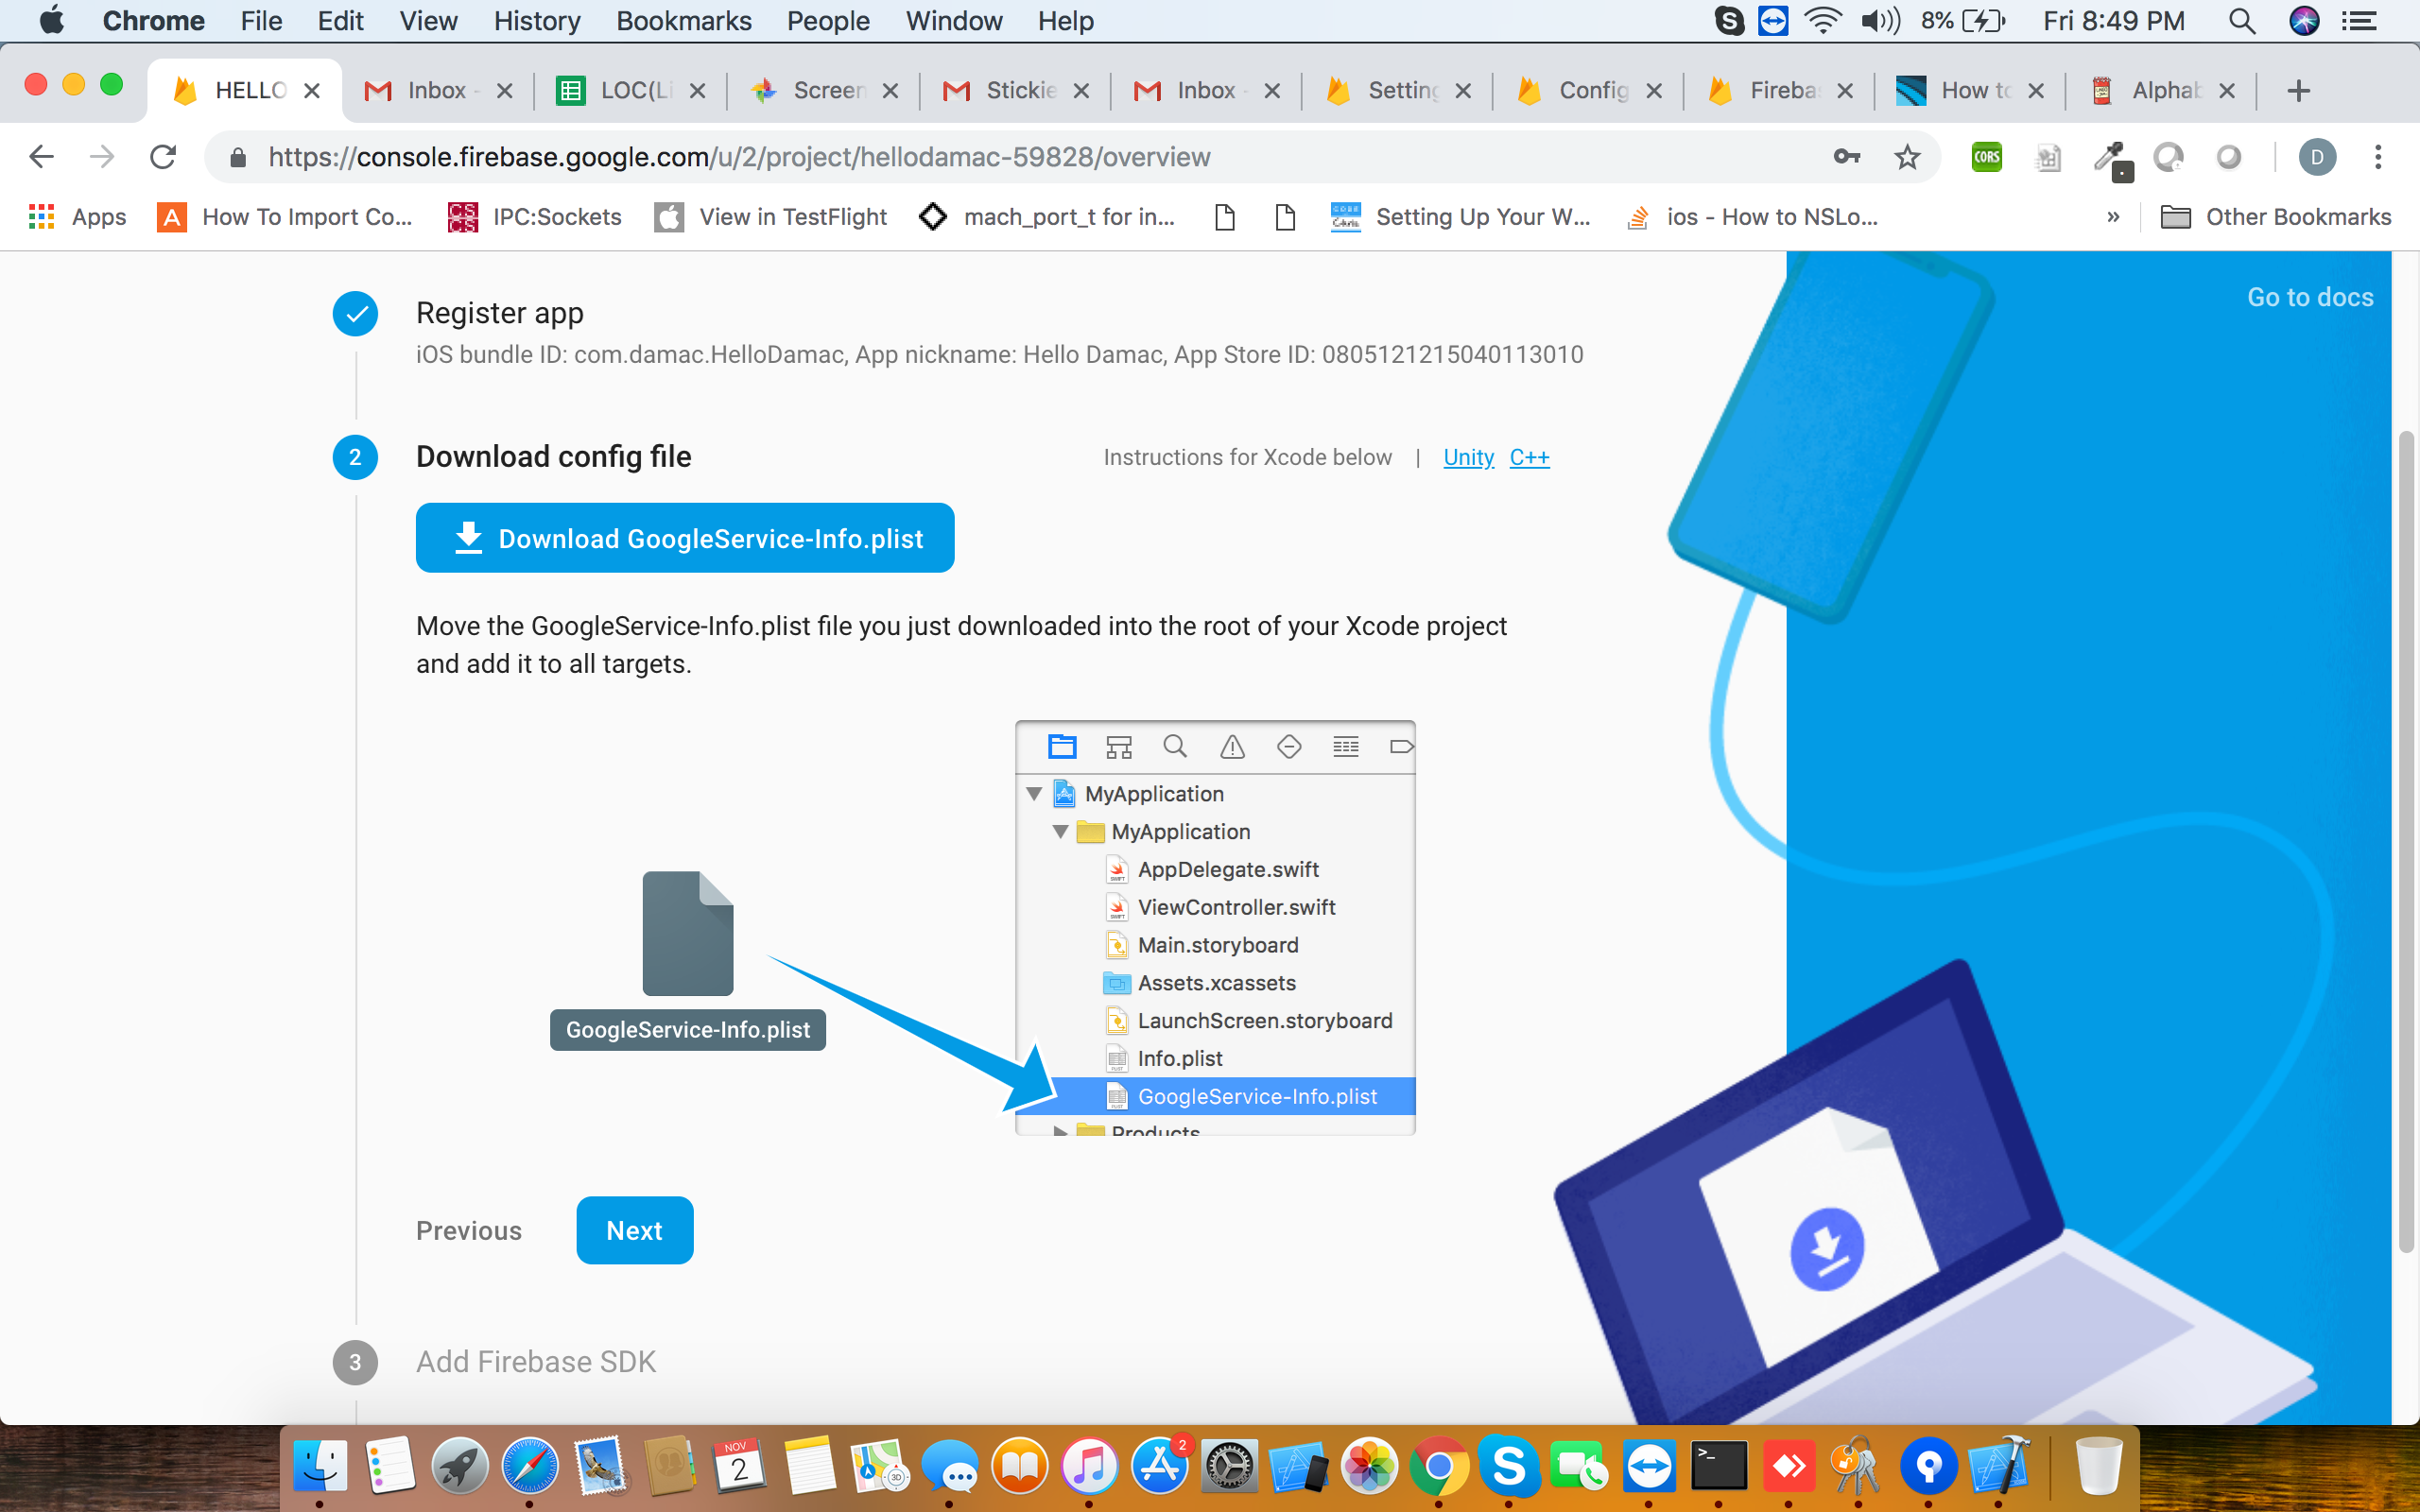 Chrome File Edit View History Bookmarks People Window Help
8% Fri 8:49 PM
HELLO Inbox - LOC(Li Screen Stickie Inbox - Setting Config Fireba How to Alphab
https://console.firebase.google.com/u/2/project/hellodamac-59828/overview
CORS D
Apps How To Import Co... IPC:Sockets View in TestFlight mach_port_t for in... Setting Up Your W... ios - How to NSLo... » Other Bookmarks
Go to docs
Register app
iOS bundle ID: com.damac.HelloDamac, App nickname: Hello Damac, App Store ID: 0805121215040113010
2 Download config file Instructions for Xcode below | Unity C++
Download GoogleService-Info.plist
Move the GoogleService-Info.plist file you just downloaded into the root of your Xcode project
and add it to all targets.
MyApplication
MyApplication
AppDelegate.swift
ViewController.swift
Main.storyboard
Assets.xcassets
LaunchScreen.storyboard
Info.plist
GoogleService-Info.plist
Products
GoogleService-Info.plist
Previous Next
3 Add Firebase SDK
NOV
2
3D
2